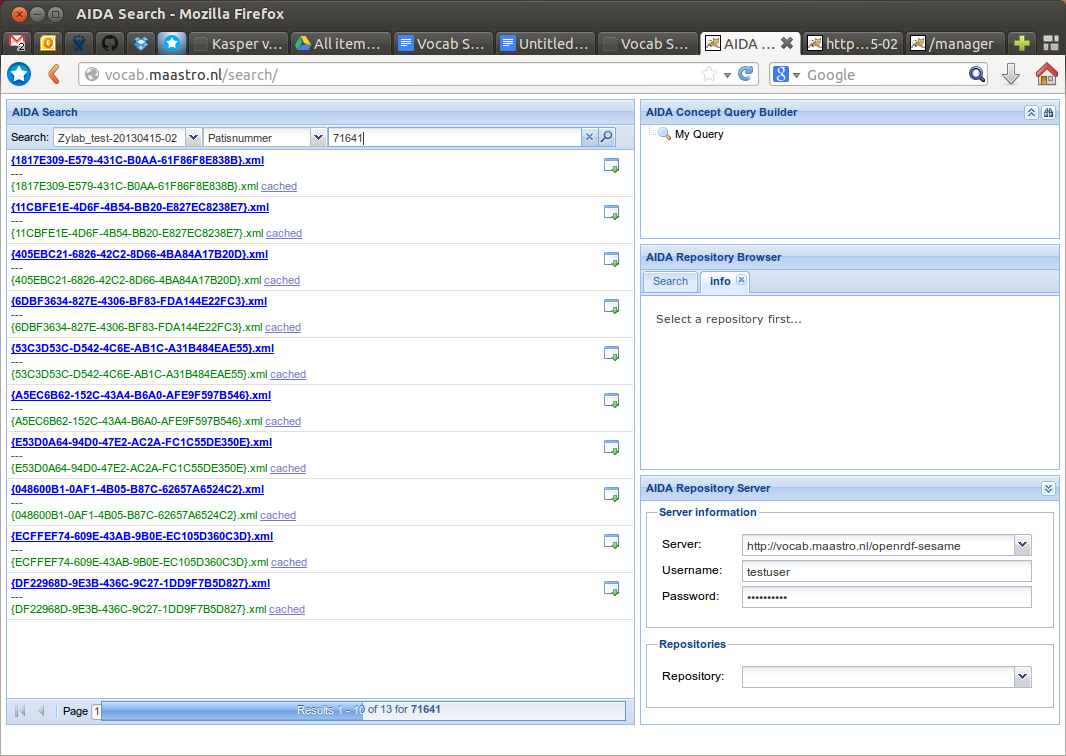 AIDA Search - Mozilla Firefox
2
Kasper v...
All item...
Vocab S...
Untitled...
Vocab S...
AIDA ...
http...5-02
/manager
vocab.maastro.nl/search/
8
Google
AIDA Search
Search:
Zylab_test-20130415-02
Patisnummer
71641
{1817E309-E579-431C-B0AA-61F86F8E838B}.xml
---
{1817E309-E579-431C-B0AA-61F86F8E838B}.xml cached
{11CBFE1E-4D6F-4B54-BB20-E827EC8238E7}.xml
---
{11CBFE1E-4D6F-4B54-BB20-E827EC8238E7}.xml cached
{405EBC21-6826-42C2-8D66-4BA84A17B20D}.xml
---
{405EBC21-6826-42C2-8D66-4BA84A17B20D}.xml cached
{6DBF3634-827E-4306-BF83-FDA144E22FC3}.xml
---
{6DBF3634-827E-4306-BF83-FDA144E22FC3}.xml cached
{53C3D53C-D542-4C6E-AB1C-A31B484EAE55}.xml
---
{53C3D53C-D542-4C6E-AB1C-A31B484EAE55}.xml cached
{A5EC6B62-152C-43A4-B6A0-AFE9F597B546}.xml
---
{A5EC6B62-152C-43A4-B6A0-AFE9F597B546}.xml cached
{E53D0A64-94D0-47E2-AC2A-FC1C55DE350E}.xml
---
{E53D0A64-94D0-47E2-AC2A-FC1C55DE350E}.xml cached
{048600B1-0AF1-4B05-B87C-62657A6524C2}.xml
---
{048600B1-0AF1-4B05-B87C-62657A6524C2}.xml cached
{ECFFEF74-609E-43AB-9B0E-EC105D360C3D}.xml
---
{ECFFEF74-609E-43AB-9B0E-EC105D360C3D}.xml cached
{DF22968D-9E3B-436C-9C27-1DD9F7B5D827}.xml
---
{DF22968D-9E3B-436C-9C27-1DD9F7B5D827}.xml cached
Page 1
Results 1 - 10 of 13 for 71641
AIDA Concept Query Builder
My Query
AIDA Repository Browser
Search
info
Select a repository first...
AIDA Repository Server
Server information
Server: http://vocab.maastro.nl/openrdf-sesame
Username: testuser
Password: ••••••••••
Repositories
Repository: